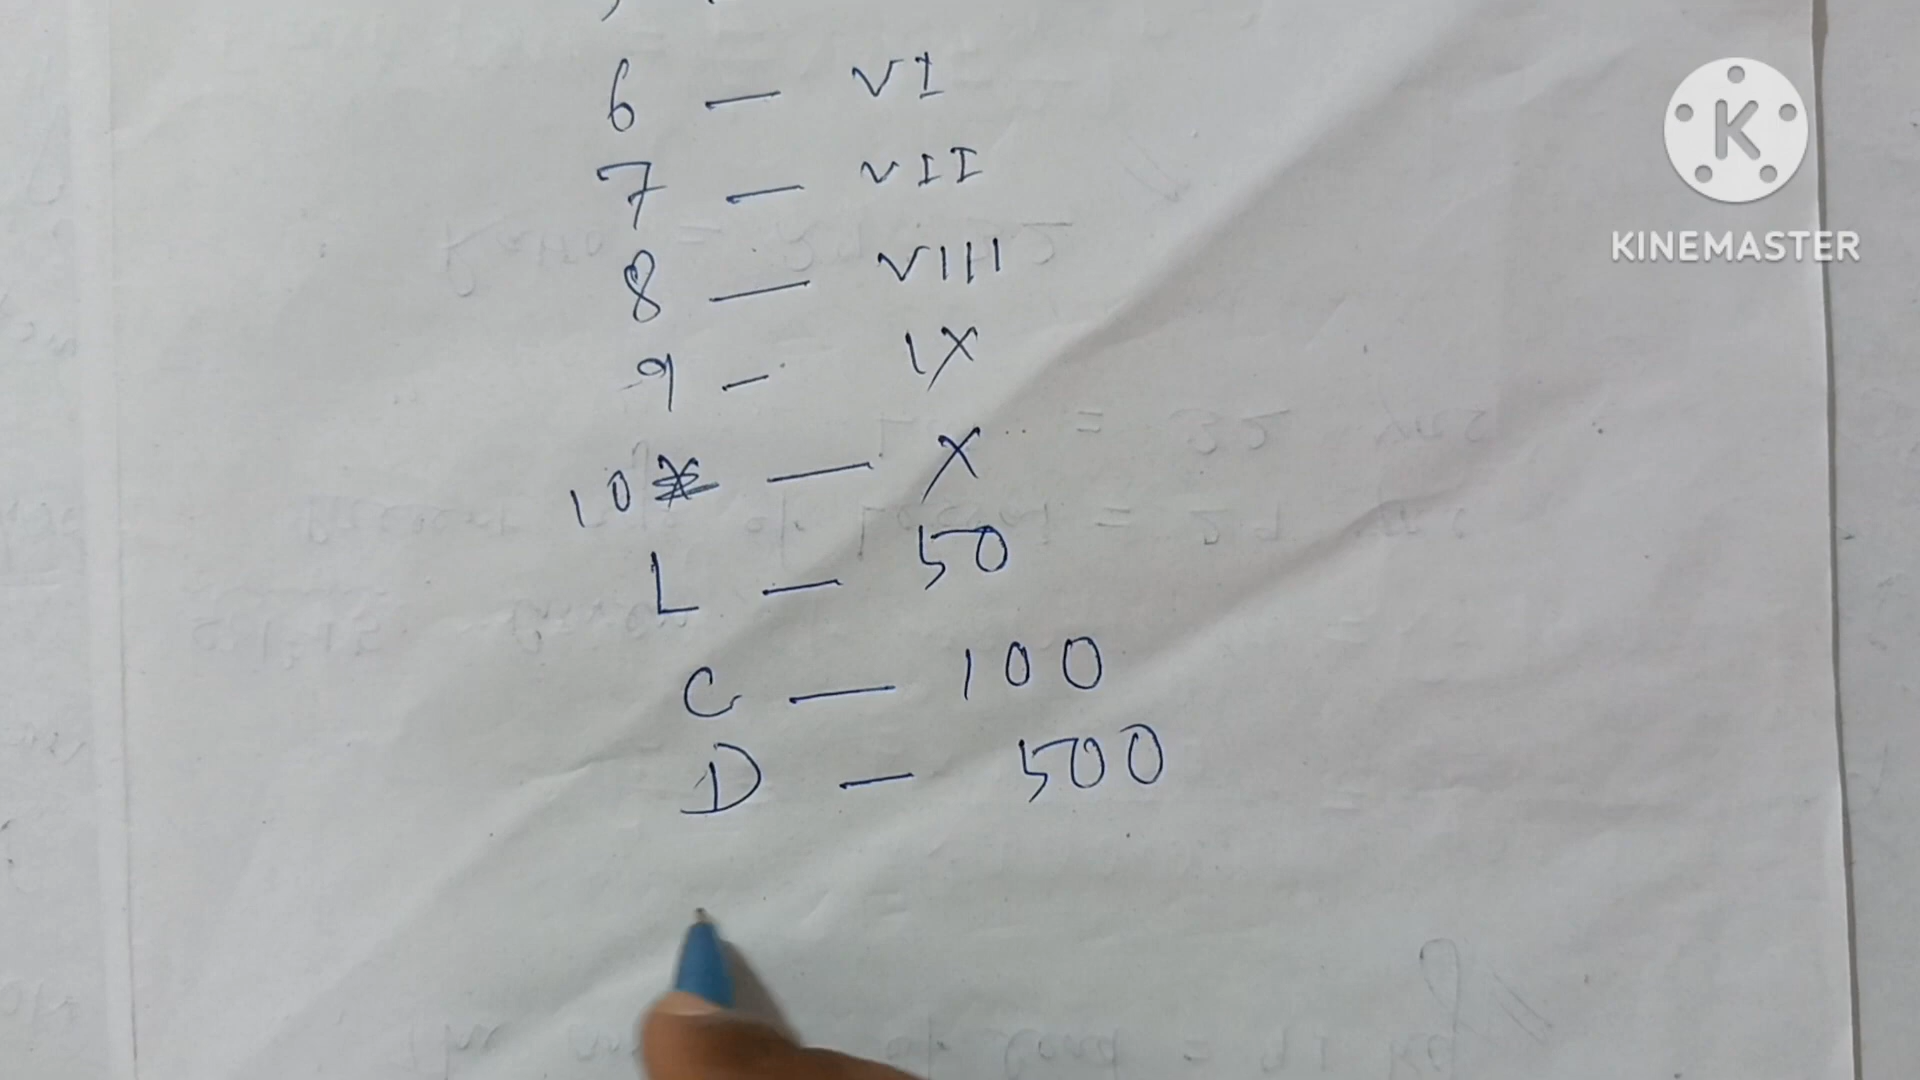 6 — VI
7 — VII
8 — VIII
9 - IX
10 — X
L — 50
C — 100
D — 500
K
KINEMASTER